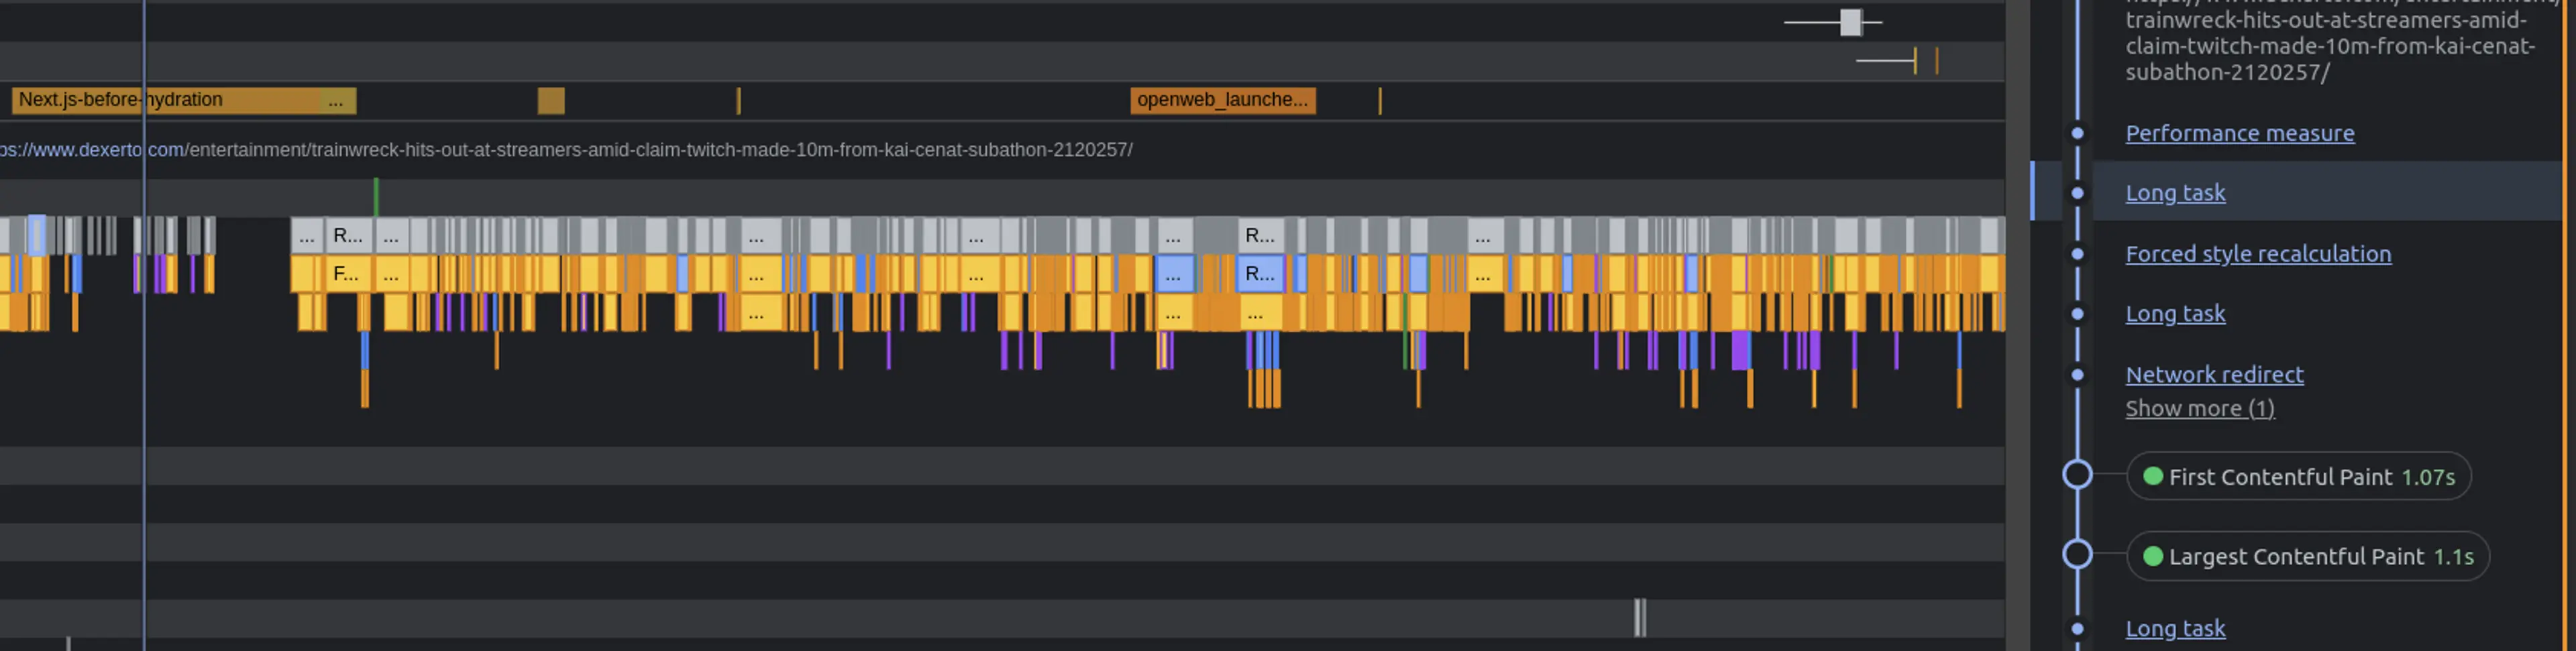 Next.js-before-hydration
...
openweb_launche...
ps://www.dexerto.com/entertainment/trainwreck-hits-out-at-streamers-amid-claim-twitch-made-10m-from-kai-cenat-subathon-2120257/
... R... ... ... ... ... R... ...
F... ... ... ... ... R... ...
... ... ...
trainwreck-hits-out-at-streamers-amid-
claim-twitch-made-10m-from-kai-cenat-
subathon-2120257/
Performance measure
Long task
Forced style recalculation
Long task
Network redirect
Show more (1)
First Contentful Paint 1.07s
Largest Contentful Paint 1.1s
Long task